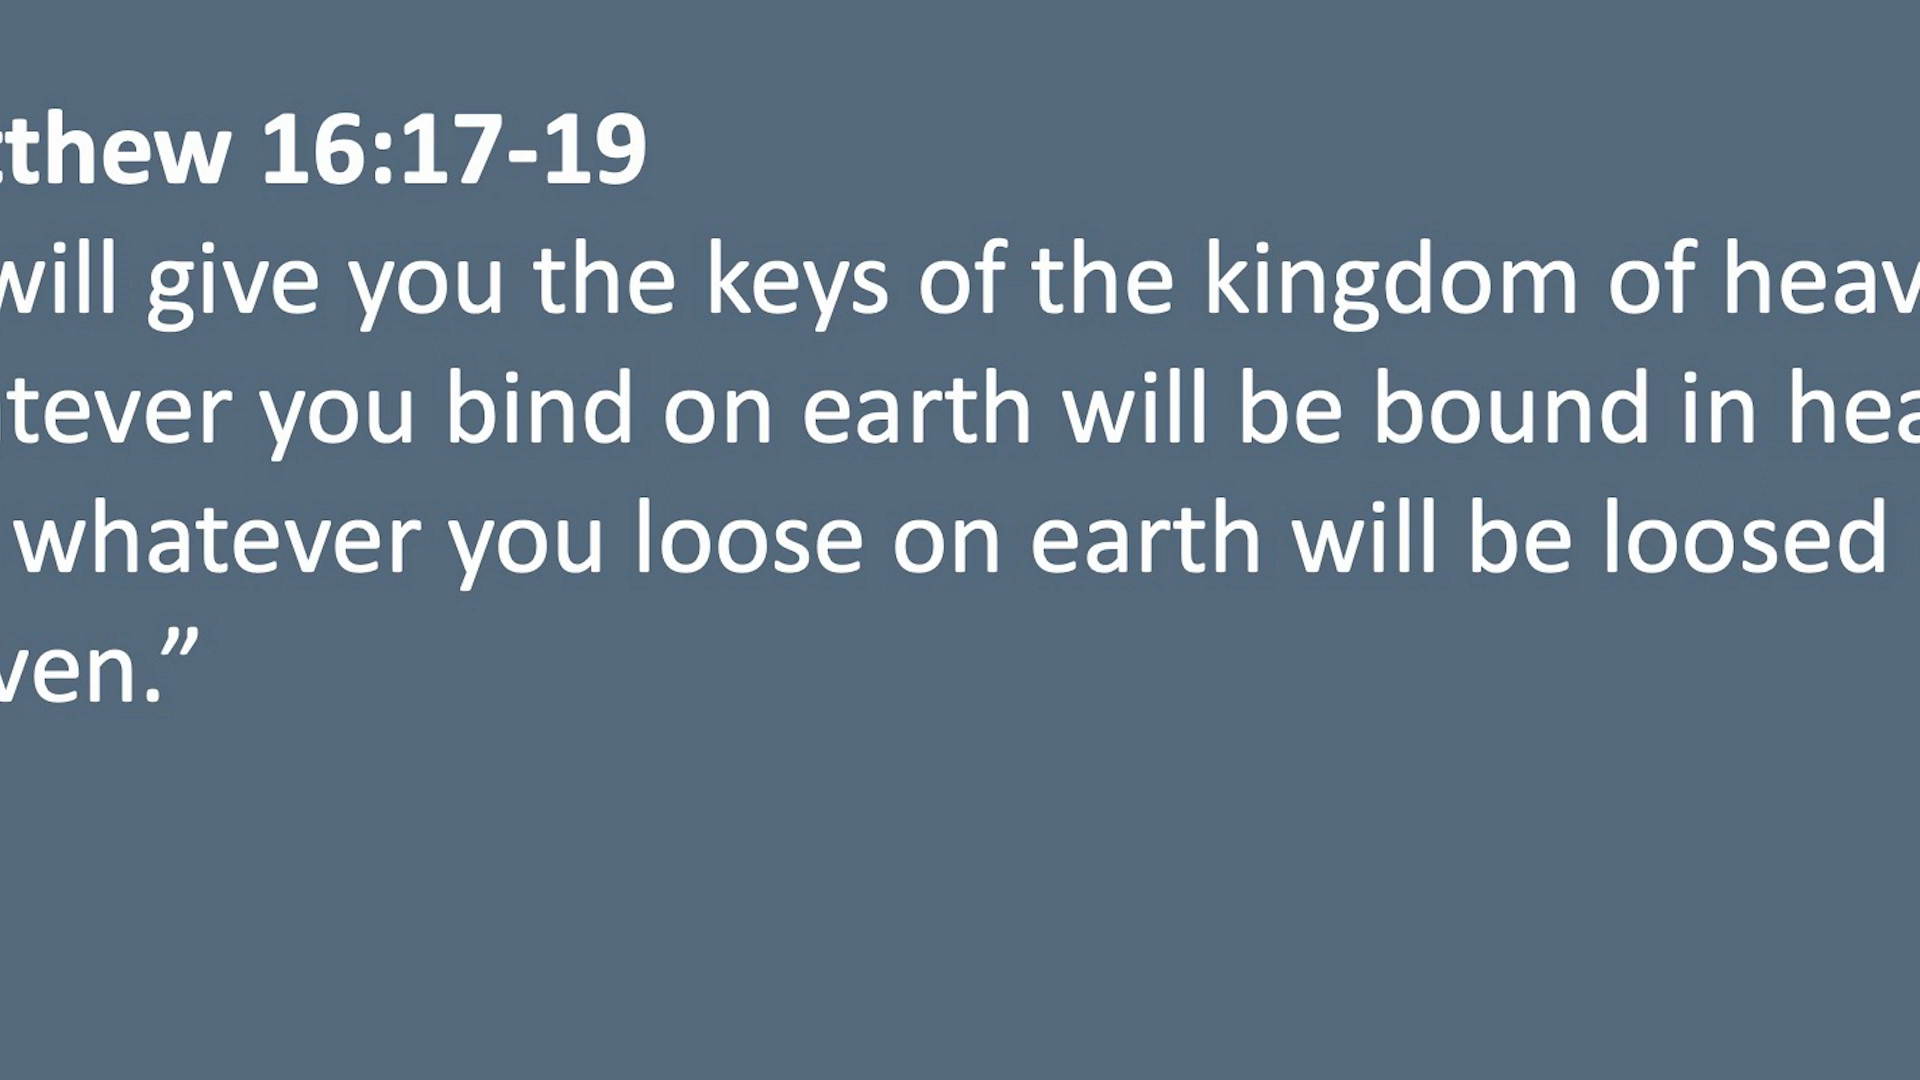 tthew 16:17-19
will give you the keys of the kingdom of heav
tever you bind on earth will be bound in hea
whatever you loose on earth will be loosed
ven.”